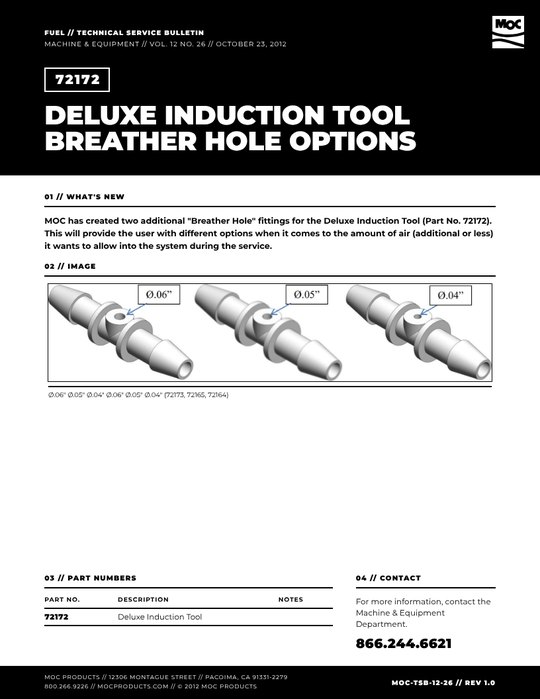 FUEL // TECHNICAL SERVICE BULLETIN
MACHINE & EQUIPMENT // VOL. 12 NO. 26 // OCTOBER 23, 2012
MOC
72172
DELUXE INDUCTION TOOL
BREATHER HOLE OPTIONS
01 // WHAT'S NEW
MOC has created two additional "Breather Hole" fittings for the Deluxe Induction Tool (Part No. 72172).
This will provide the user with different options when it comes to the amount of air (additional or less)
it wants to allow into the system during the service.
02 // IMAGE
Ø.06” Ø.05” Ø.04”
Ø.06" Ø.05" Ø.04" Ø.06" Ø.05" Ø.04" (72173, 72165, 72164)
03 // PART NUMBERS
PART NO. DESCRIPTION NOTES
72172 Deluxe Induction Tool
04 // CONTACT
For more information, contact the
Machine & Equipment
Department.
866.244.6621
MOC PRODUCTS // 12306 MONTAGUE STREET // PACOIMA, CA 91331-2279
800.266.9226 // MOCPRODUCTS.COM // © 2012 MOC PRODUCTS
MOC-TSB-12-26 // REV 1.0